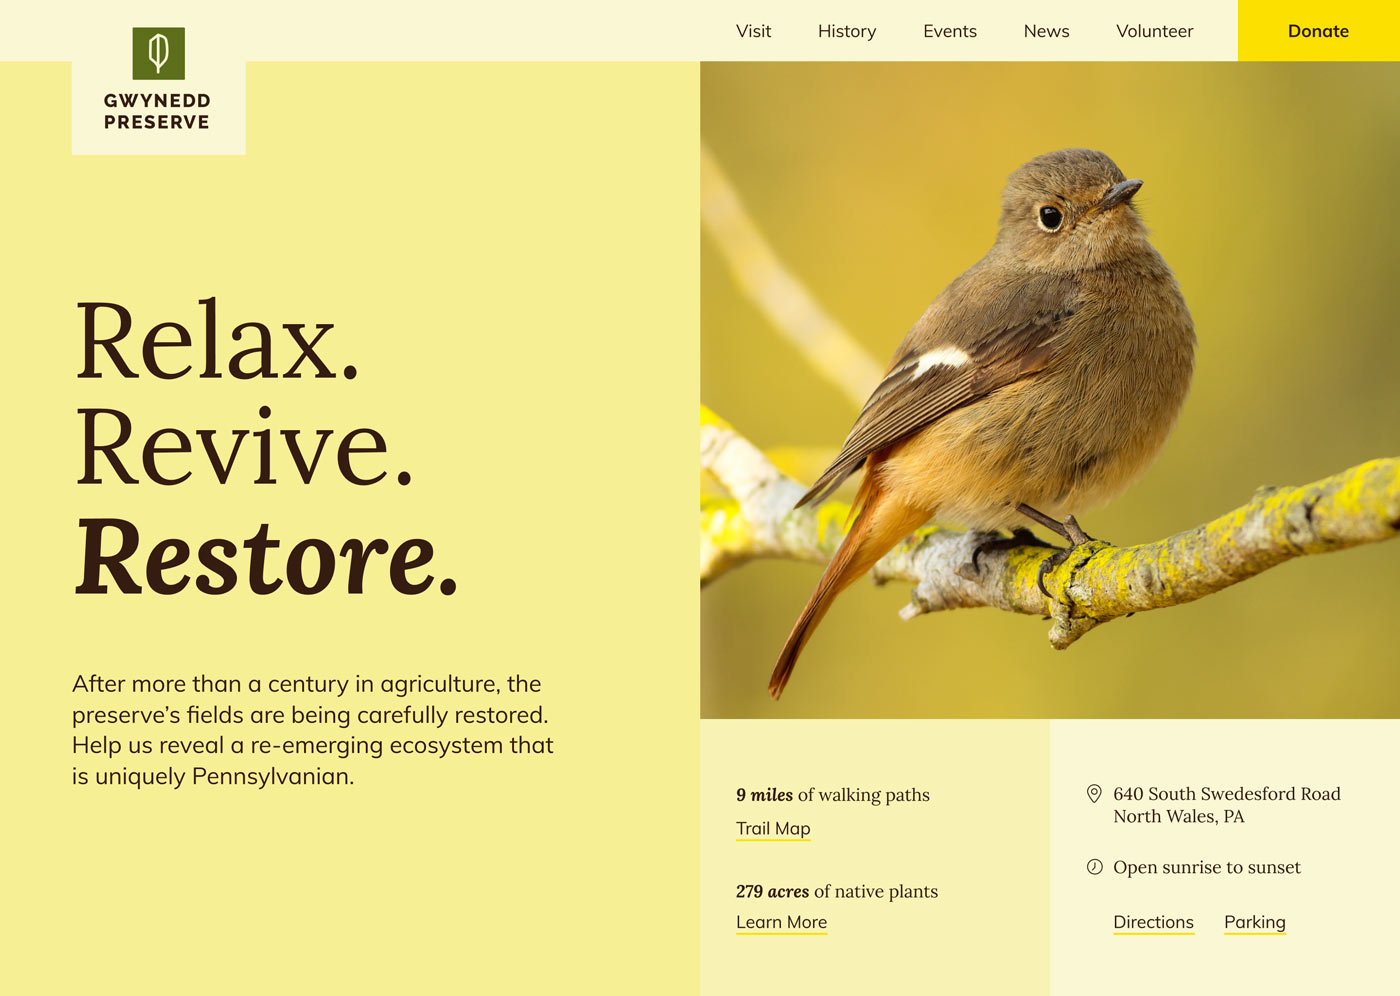 Visit
History
Events
News
Volunteer
Donate
GWYNEDD
PRESERVE
Relax.
Revive.
Restore.
After more than a century in agriculture, the
preserve’s fields are being carefully restored.
Help us reveal a re-emerging ecosystem that
is uniquely Pennsylvanian.
9 miles of walking paths
Trail Map
279 acres of native plants
Learn More
640 South Swedesford Road
North Wales, PA
Open sunrise to sunset
Directions
Parking